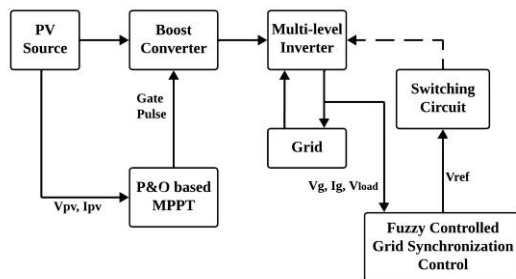 PV
Source
Boost
Converter
Multi-level
Inverter
Switching
Circuit
Gate
Pulse
Grid
P&O based
MPPT
Vpv, Ipv
Vg, Ig, Vload
Vref
Fuzzy Controlled
Grid Synchronization
Control